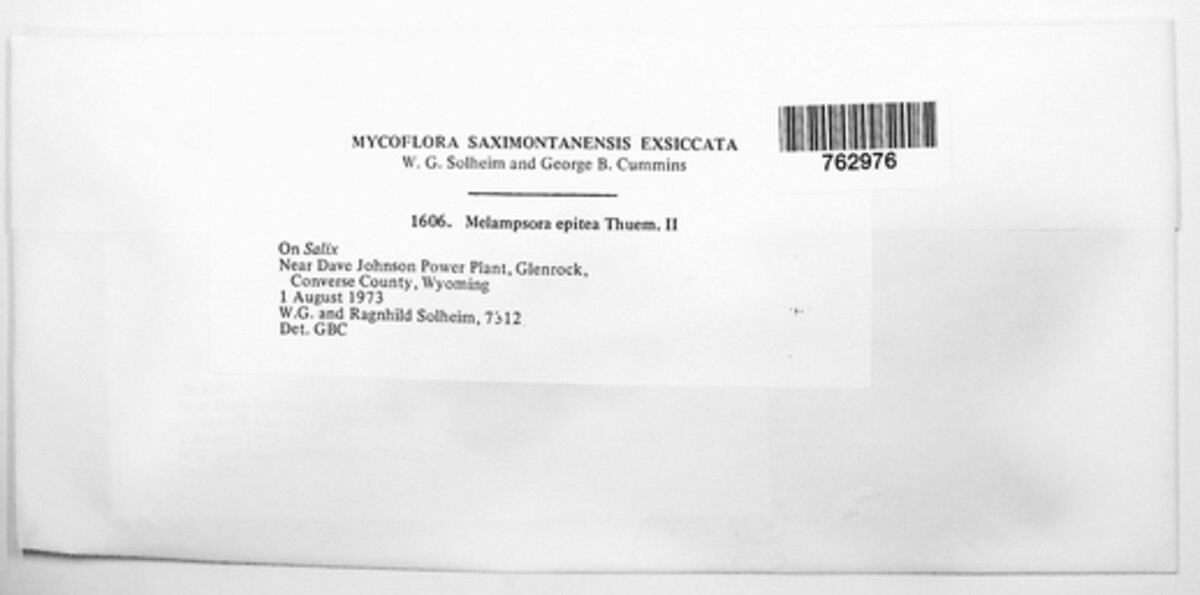 MYCOFLORA SAXIMONTANENSIS EXSICCATA
W. G. Solheim and George B. Cummins
762976
1606. Melampsora epitea Thuem. II
On Salix
Near Dave Johnson Power Plant, Glenrock,
Converse County, Wyoming
1 August 1973
W.G. and Ragnhild Solheim, 7312
Det. GBC